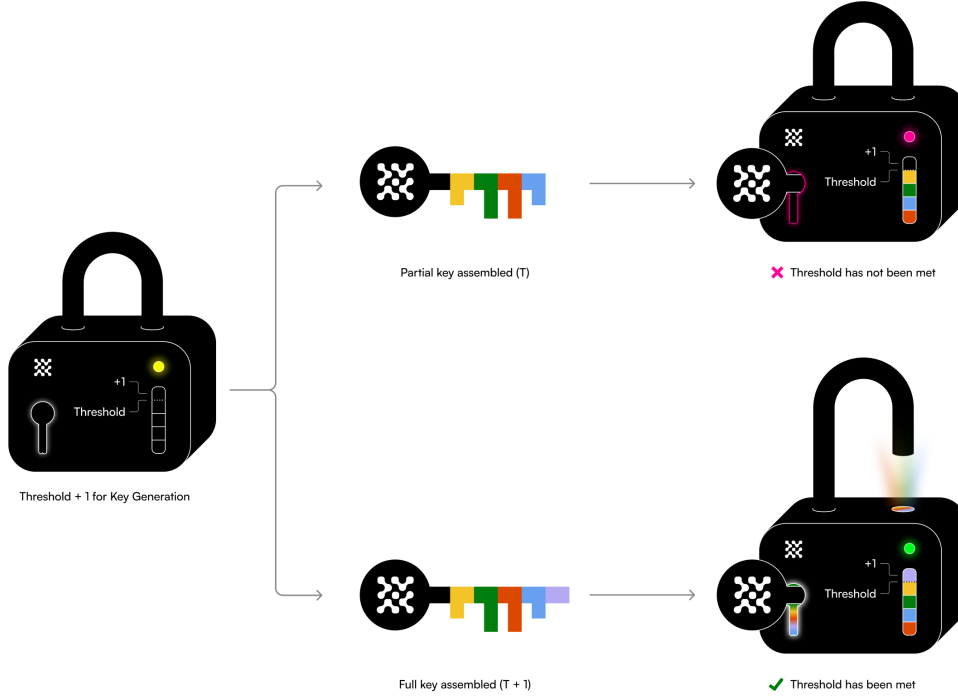 +1
Threshold
Partial key assembled (T)
Threshold has not been met
+1
Threshold
Threshold + 1 for Key Generation
+1
Threshold
Full key assembled (T + 1)
Threshold has been met